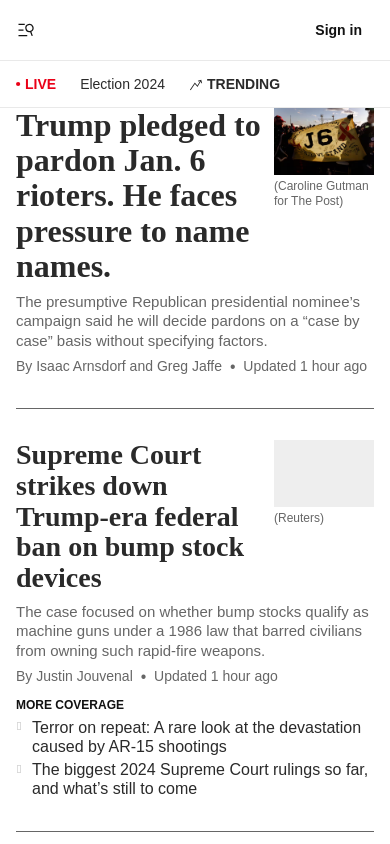 Sign in
LIVE
Election 2024
TRENDING
Trump pledged to
pardon Jan. 6
rioters. He faces
pressure to name
names.
J6
(Caroline Gutman
for The Post)
The presumptive Republican presidential nominee’s
campaign said he will decide pardons on a “case by
case” basis without specifying factors.
By Isaac Arnsdorf and Greg Jaffe • Updated 1 hour ago
Supreme Court
strikes down
Trump-era federal
ban on bump stock
devices
(Reuters)
The case focused on whether bump stocks qualify as
machine guns under a 1986 law that barred civilians
from owning such rapid-fire weapons.
By Justin Jouvenal • Updated 1 hour ago
MORE COVERAGE
Terror on repeat: A rare look at the devastation
caused by AR-15 shootings
The biggest 2024 Supreme Court rulings so far,
and what’s still to come